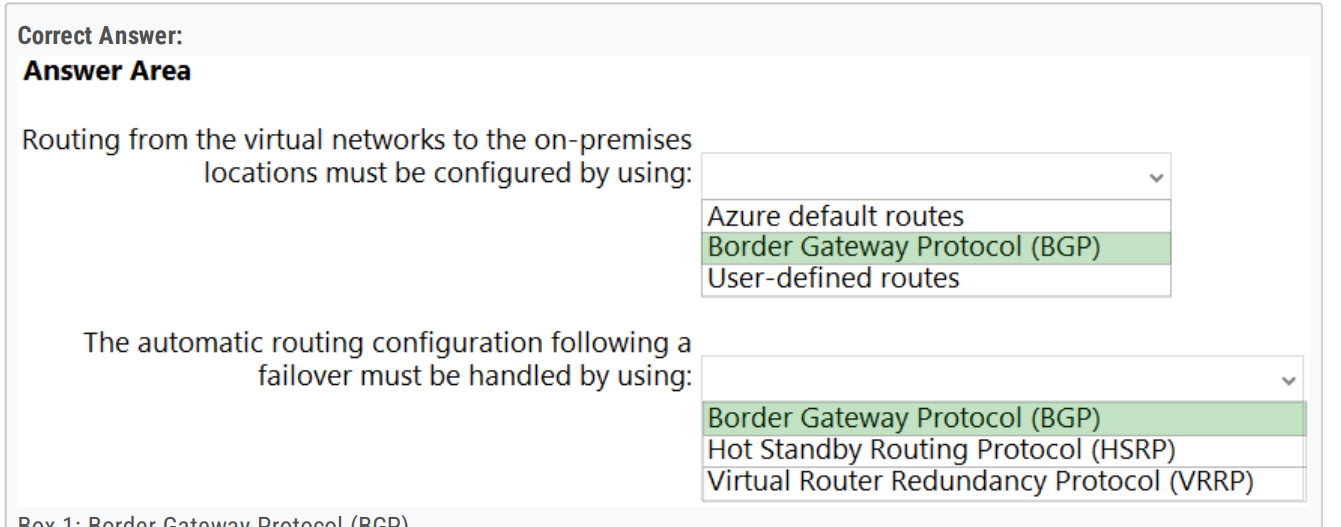 Correct Answer:
Answer Area
Routing from the virtual networks to the on-premises
locations must be configured by using:
Azure default routes
Border Gateway Protocol (BGP)
User-defined routes
The automatic routing configuration following a
failover must be handled by using:
Border Gateway Protocol (BGP)
Hot Standby Routing Protocol (HSRP)
Virtual Router Redundancy Protocol (VRRP)
Box 1: Border Gateway Protocol (BGP)